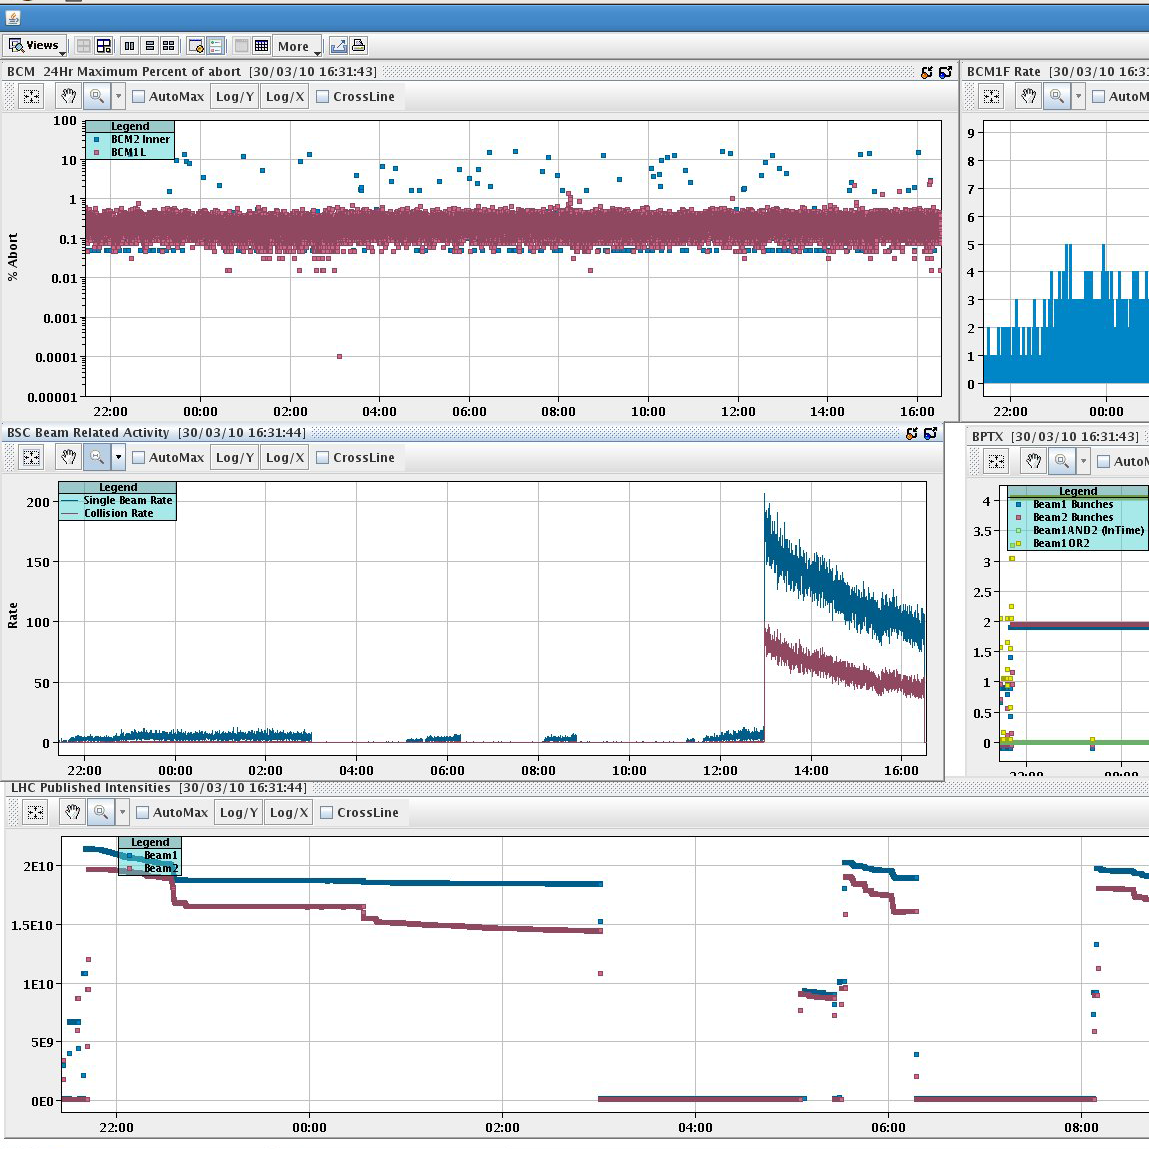 Views More
BCM 24Hr Maximum Percent of abort [30/03/10 16:31:43]
AutoMax Log/Y Log/X CrossLine
Legend
BCM2 Inner
BCM1L
100
10
1
0.1
0.01
0.001
0.0001
0.00001
% Abort
22:00 00:00 02:00 04:00 06:00 08:00 10:00 12:00 14:00 16:00
BCM1F Rate [30/03/10 16:31
AutoM
9
8
7
6
5
4
3
2
1
0
22:00 00:00
BSC Beam Related Activity [30/03/10 16:31:44]
AutoMax Log/Y Log/X CrossLine
Legend
Single Beam Rate
Collision Rate
200
150
100
50
0
Rate
22:00 00:00 02:00 04:00 06:00 08:00 10:00 12:00 14:00 16:00
BPTX [30/03/10 16:31:43]
AutoM
Legend
Beam1 Bunches
Beam2 Bunches
Beam1AND2 (InTime)
Beam1OR2
4
3.5
3
2.5
2
1.5
1
0.5
0
22:00 00:00
LHC Published Intensities [30/03/10 16:31:44]
AutoMax Log/Y Log/X CrossLine
Legend
Beam1
Beam2
2E10
1.5E10
1E10
5E9
0E0
22:00 00:00 02:00 04:00 06:00 08:00